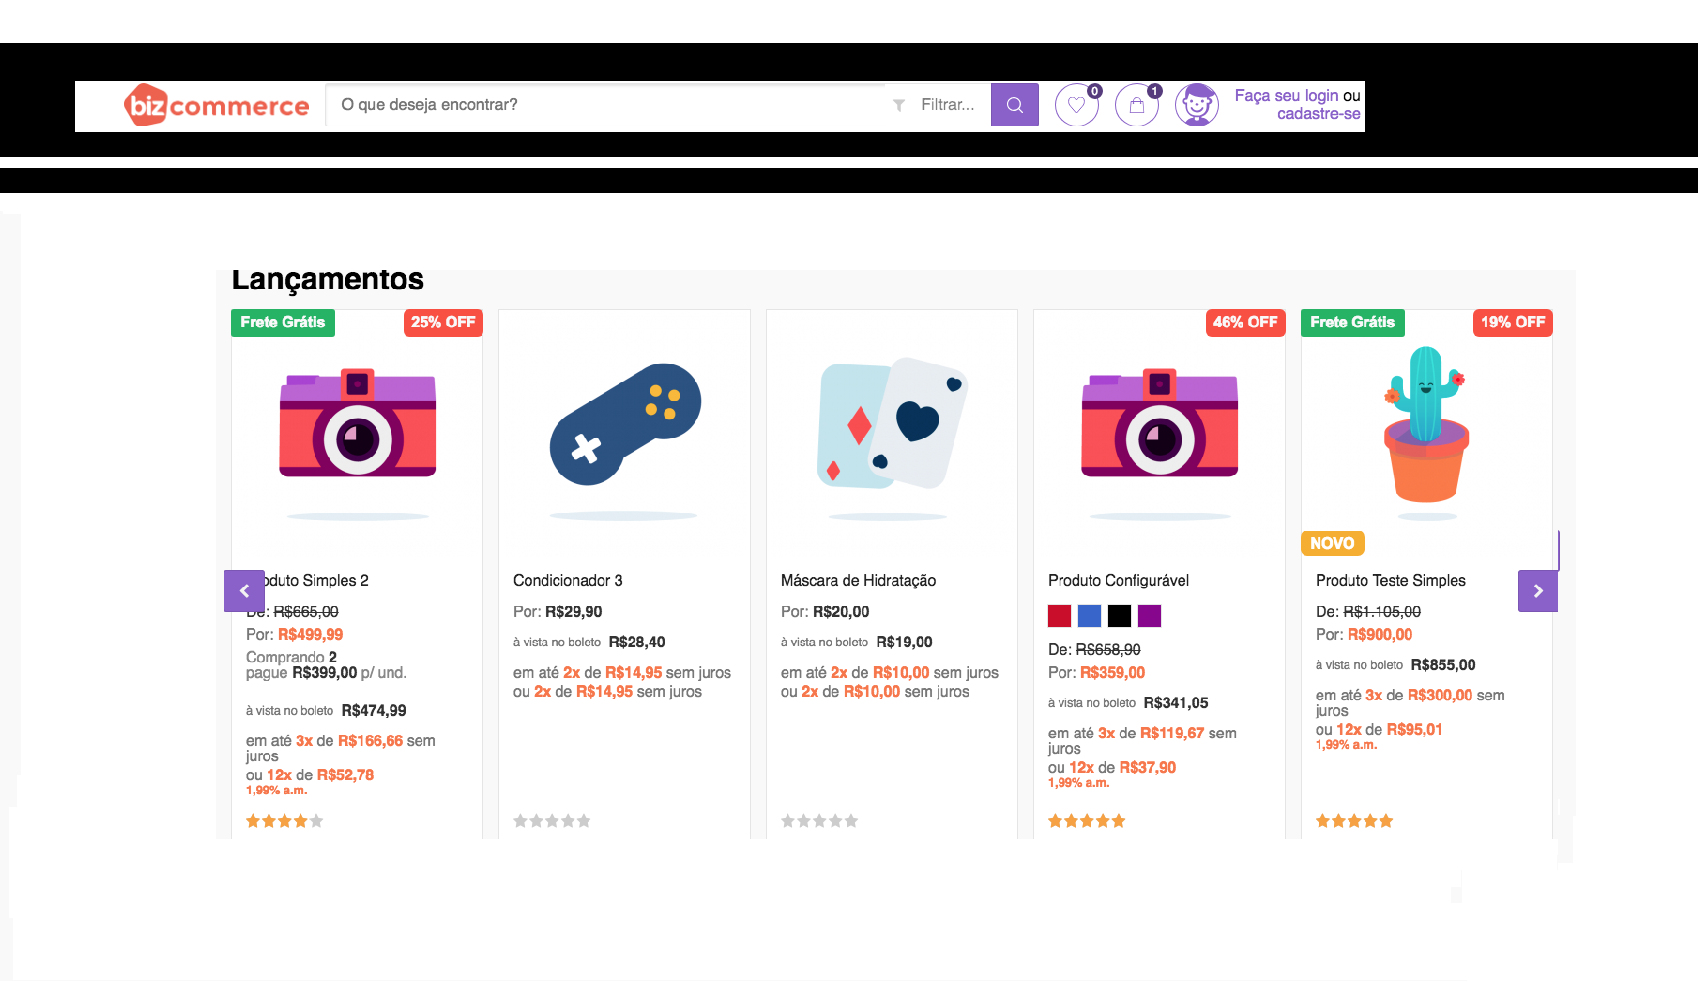 bizcommerce
O que deseja encontrar?
Filtrar...
0
1
Faça seu login ou
cadastre-se
Lançamentos
Frete Grátis
25% OFF
Produto Simples 2
De: R$665,00
Por: R$499,99
Comprando 2
pague R$399,00 p/ und.
à vista no boleto R$474,99
em até 3x de R$166,66 sem
juros
ou 12x de R$52,78
1,99% a.m.
Condicionador 3
Por: R$29,90
à vista no boleto R$28,40
em até 2x de R$14,95 sem juros
ou 2x de R$14,95 sem juros
Máscara de Hidratação
Por: R$20,00
à vista no boleto R$19,00
em até 2x de R$10,00 sem juros
ou 2x de R$10,00 sem juros
46% OFF
Produto Configurável
De: R$658,90
Por: R$359,00
à vista no boleto R$341,05
em até 3x de R$119,67 sem
juros
ou 12x de R$37,90
1,99% a.m.
Frete Grátis
19% OFF
NOVO
Produto Teste Simples
De: R$1.105,00
Por: R$900,00
à vista no boleto R$855,00
em até 3x de R$300,00 sem
juros
ou 12x de R$95,01
1,99% a.m.